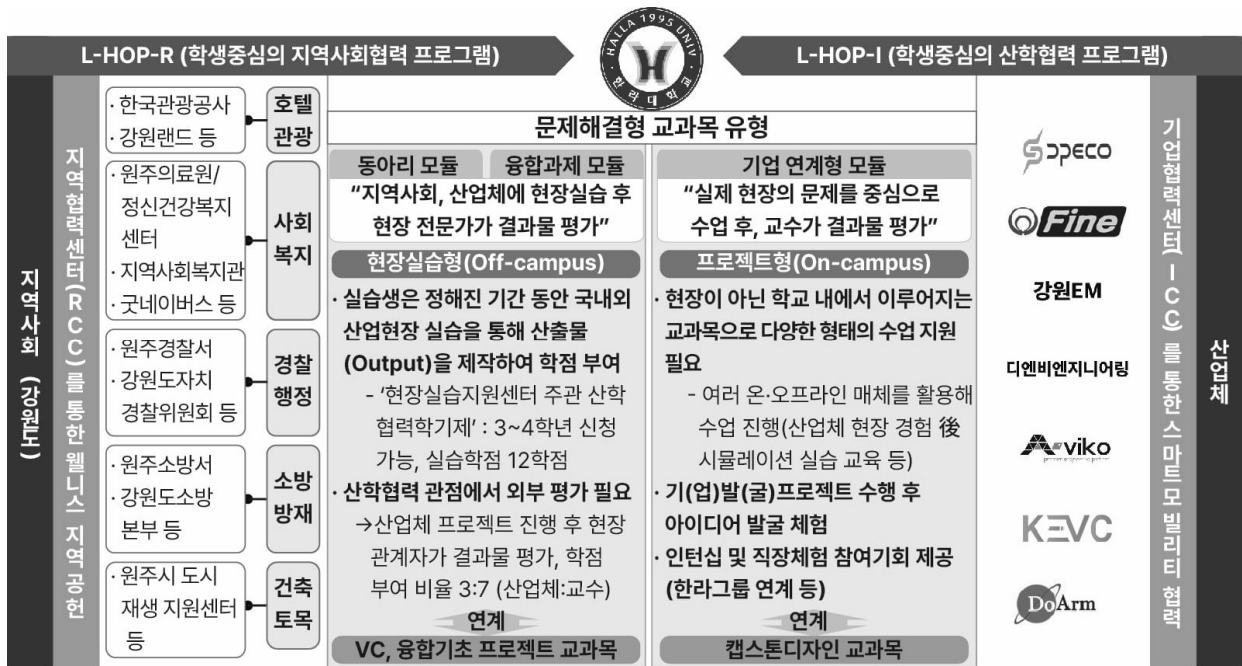 HALLA 1995 UNIV
한라대학교
L-HOP-R (학생중심의 지역사회협력 프로그램)
L-HOP-I (학생중심의 산학협력 프로그램)
지역사회 (강원도)
지역협력센터(RCC)를 통한 웰니스 지역공헌
· 한국관광공사
· 강원랜드 등
호텔
관광
· 원주의료원/
정신건강복지
센터
· 지역사회복지관
· 굿네이버스 등
사회
복지
· 원주경찰서
· 강원도자치
경찰위원회 등
경찰
행정
· 원주소방서
· 강원도소방
본부 등
소방
방재
· 원주시 도시
재생 지원센터
등
건축
토목
문제해결형 교과목 유형
동아리 모듈
융합과제 모듈
“지역사회, 산업체에 현장실습 후
현장 전문가가 결과물 평가”
현장실습형(Off-campus)
· 실습생은 정해진 기간 동안 국내외
산업현장 실습을 통해 산출물
(Output)을 제작하여 학점 부여
- ‘현장실습지원센터 주관 산학
협력학기제’ : 3~4학년 신청
가능, 실습학점 12학점
· 산학협력 관점에서 외부 평가 필요
→산업체 프로젝트 진행 후 현장
관계자가 결과물 평가, 학점
부여 비율 3:7 (산업체:교수)
연계
VC, 융합기초 프로젝트 교과목
기업 연계형 모듈
“실제 현장의 문제를 중심으로
수업 후, 교수가 결과물 평가”
프로젝트형(On-campus)
· 현장이 아닌 학교 내에서 이루어지는
교과목으로 다양한 형태의 수업 지원
필요
- 여러 온·오프라인 매체를 활용해
수업 진행(산업체 현장 경험 後
시뮬레이션 실습 교육 등)
· 기(업)발(굴)프로젝트 수행 후
아이디어 발굴 체험
· 인턴십 및 직장체험 참여기회 제공
(한라그룹 연계 등)
연계
캡스톤디자인 교과목
speco
Fine
강원EM
디엔비엔지니어링
viko
KEVC
DoArm
기업협력센터(ICC)를 통한 스마트모빌리티 협력
산업체